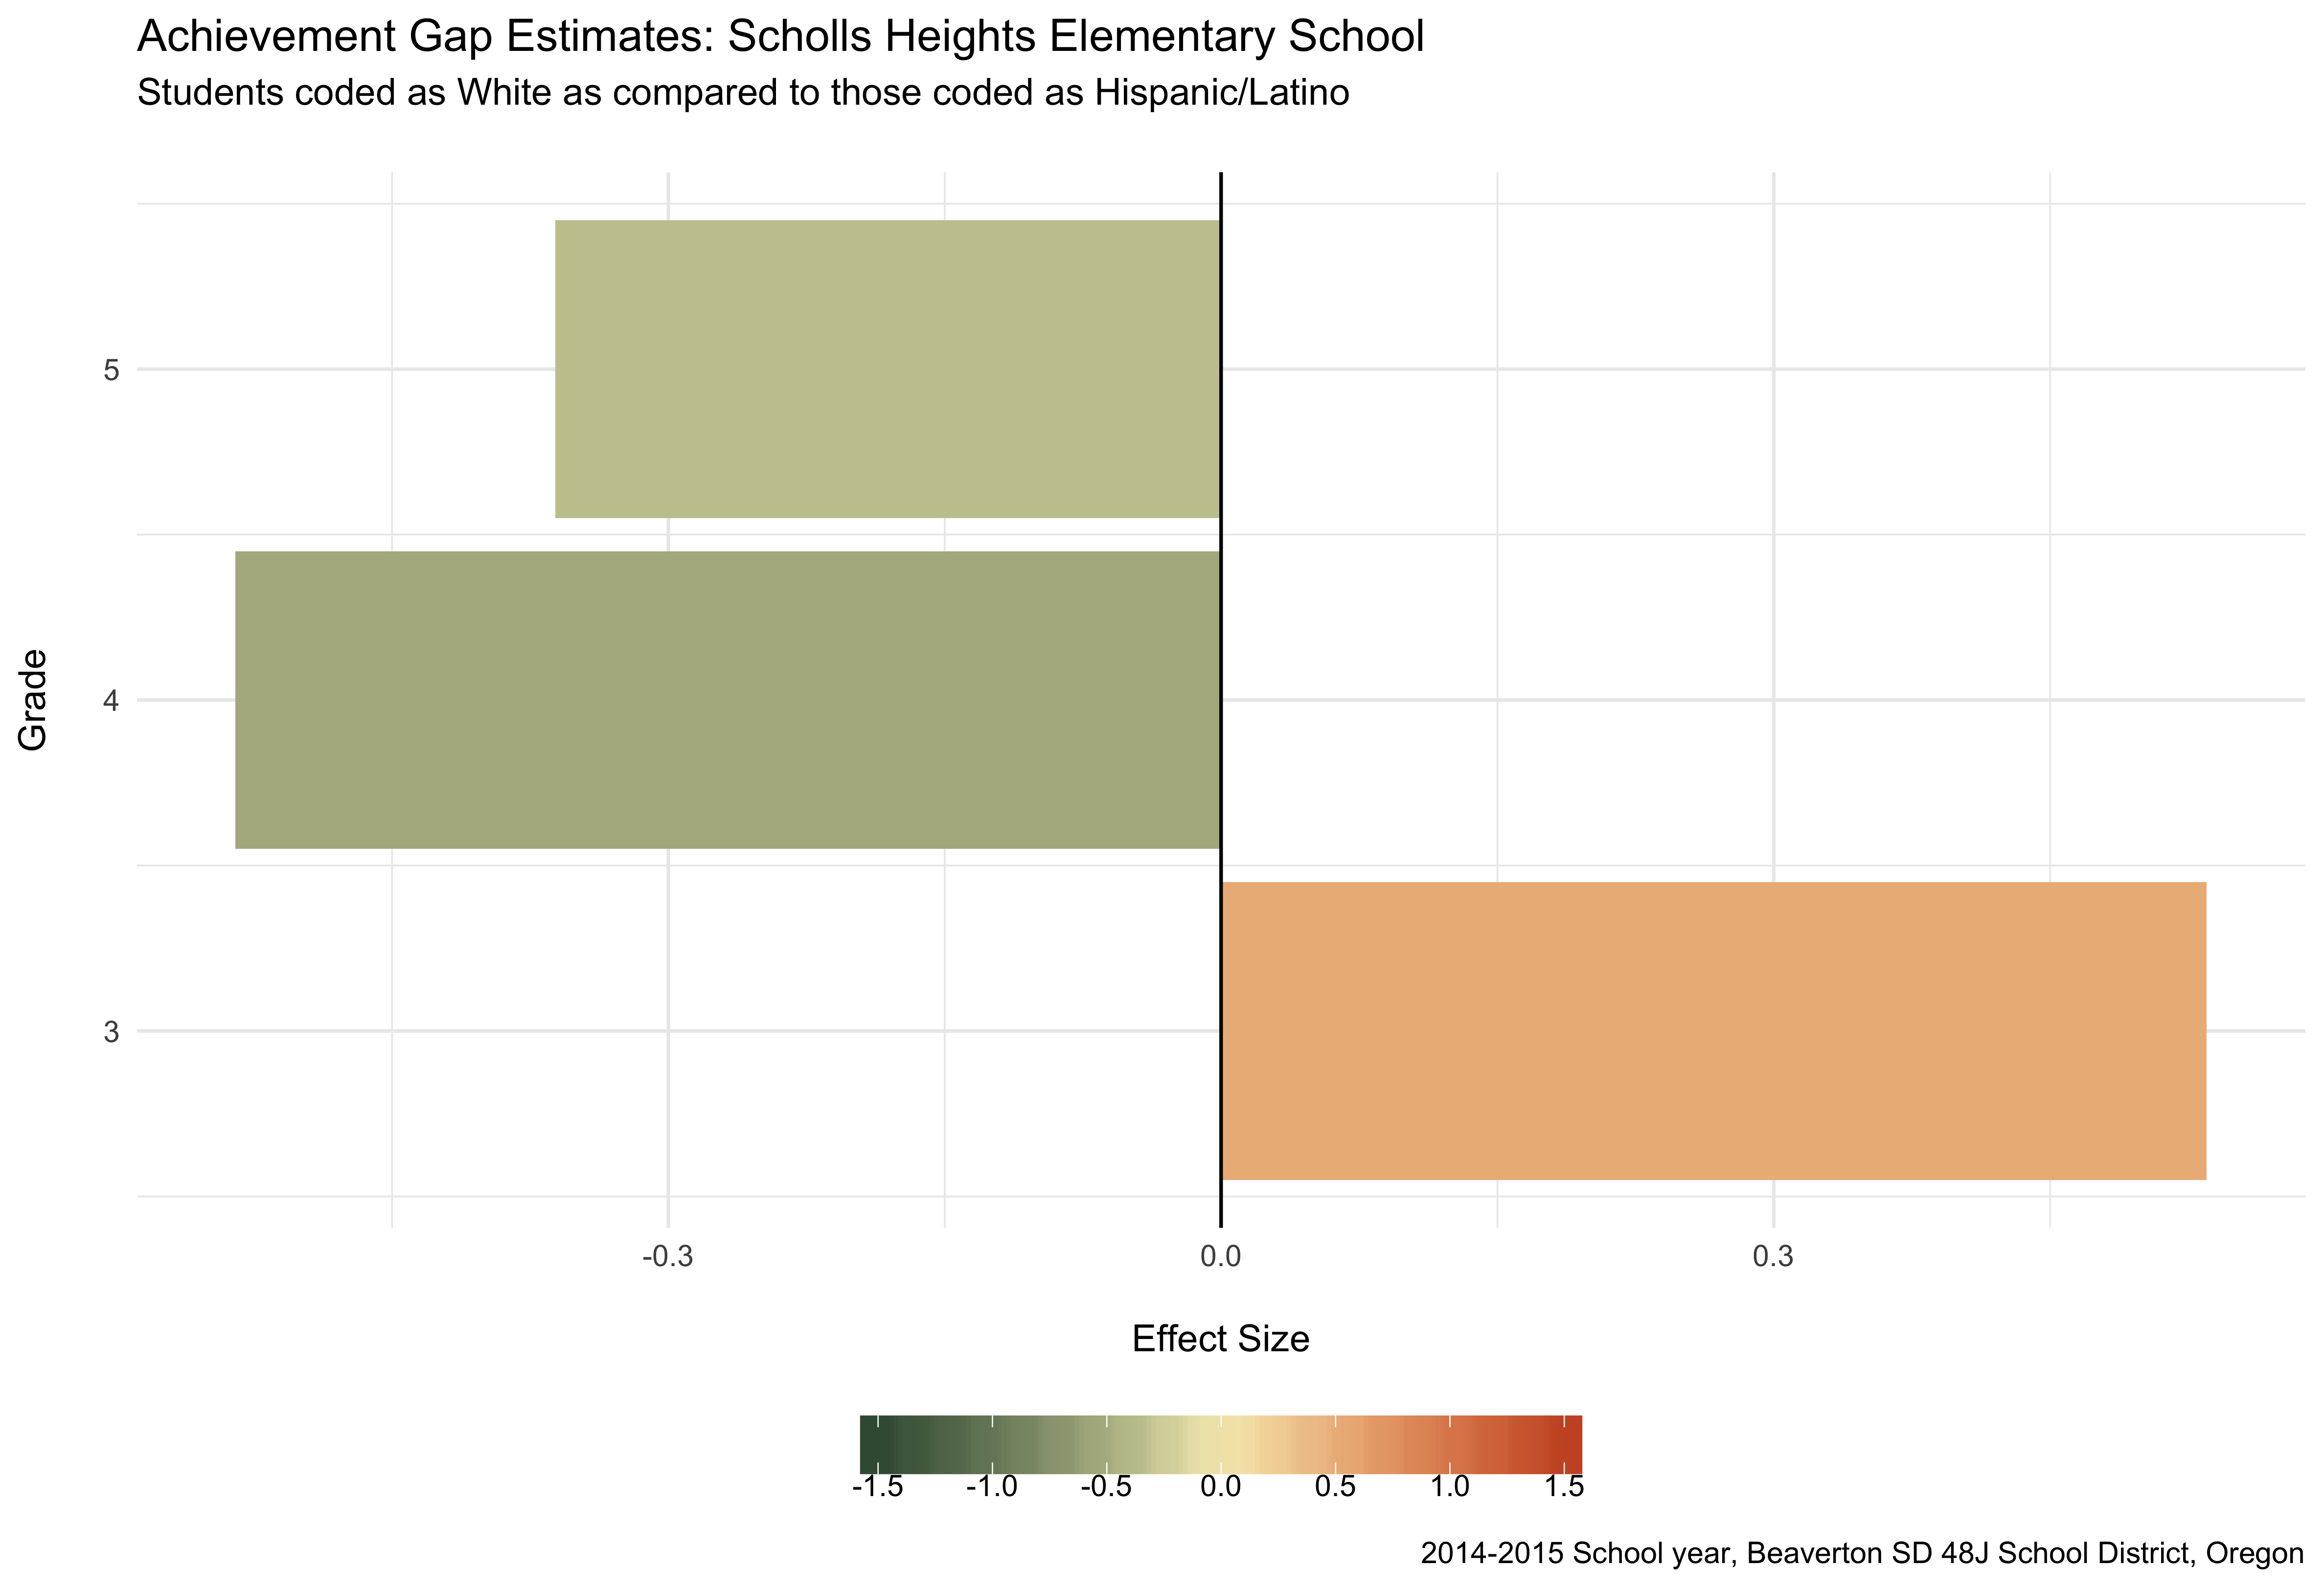 Achievement Gap Estimates: Scholls Heights Elementary School
Students coded as White as compared to those coded as Hispanic/Latino
Grade
5
4
3
-0.3 0.0 0.3
Effect Size
-1.5 -1.0 -0.5 0.0 0.5 1.0 1.5
2014-2015 School year, Beaverton SD 48J School District, Oregon